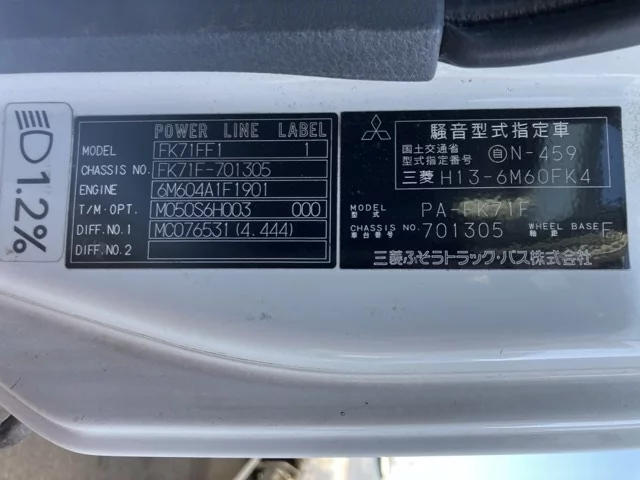 1.2%
POWER LINE LABEL
MODEL FK71FF1 1
CHASSIS NO. FK71F-701305
ENGINE 6M604A1F1901
T/M・OPT. M050S6H003 000
DIFF.NO.1 MC076531(4.444)
DIFF.NO.2
騒音型式指定車
国土交通省
型式指定番号 自N-459
三菱 H13-6M60FK4
MODEL
型式 PA-FK71F
CHASSIS NO.
車台番号 701305 WHEEL BASE
軸距 F
三菱ふそうトラック・バス株式会社